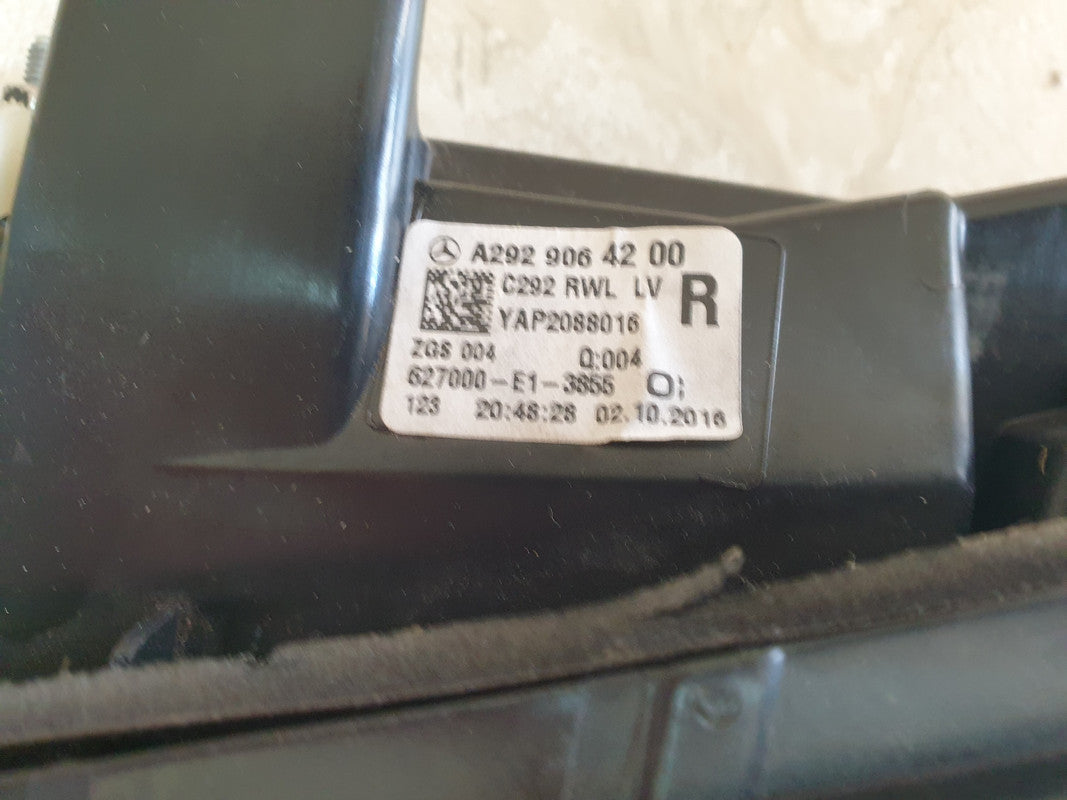 A292 906 42 00
C292 RWL LV R
YAP2088016
ZGS 004 Q:004
627000-E1-3855 O;
123 20:48:28 02.10.2016